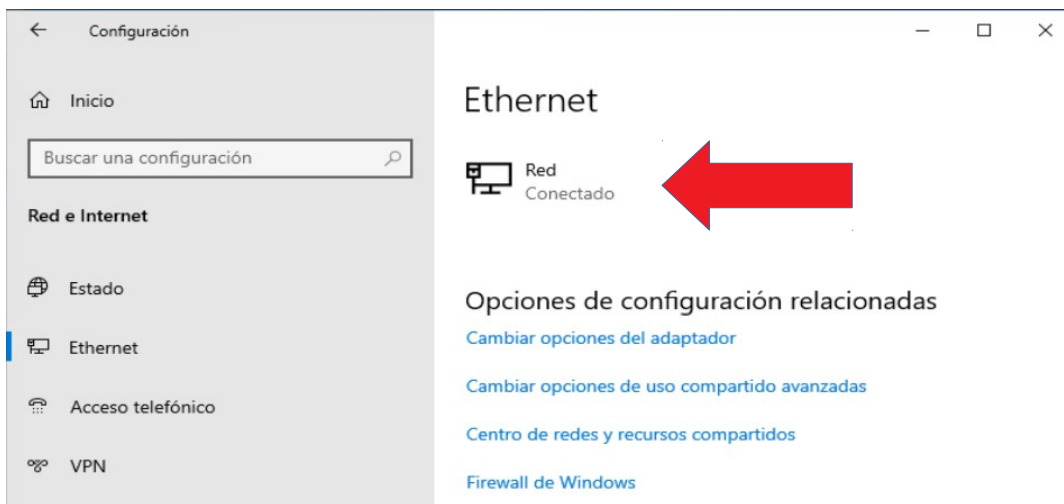 Configuración
Inicio
Buscar una configuración
Red e Internet
Estado
Ethernet
Acceso telefónico
VPN
Ethernet
Red
Conectado
Opciones de configuración relacionadas
Cambiar opciones del adaptador
Cambiar opciones de uso compartido avanzadas
Centro de redes y recursos compartidos
Firewall de Windows